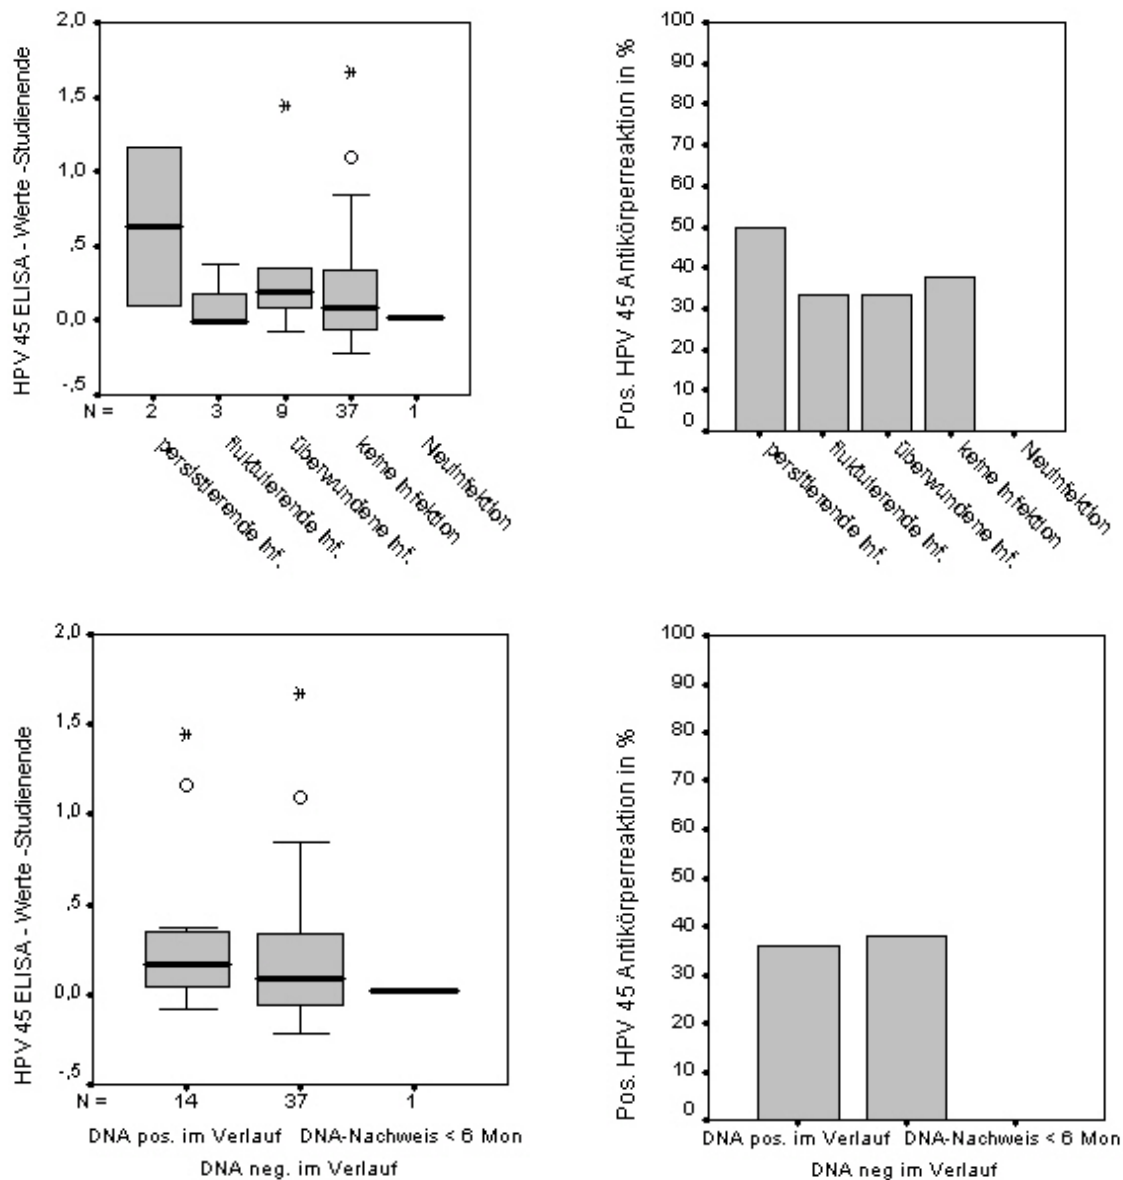 HPV 45 ELISA - Werte -Studienende
2,0
1,5
1,0
,5
0,0
-,5
N = 2 3 9 37 1
persistierende Inf.
fluktuierende Inf.
überwundene Inf.
keine Infektion
Neuinfektion
Pos. HPV 45 Antikörperreaktion in %
100
90
80
70
60
50
40
30
20
10
0
persistierende Inf.
fluktuierende Inf.
überwundene Inf.
keine Infektion
Neuinfektion
HPV 45 ELISA - Werte -Studienende
2,0
1,5
1,0
,5
0,0
-,5
N = 14 37 1
DNA pos. im Verlauf DNA-Nachweis < 6 Mon
DNA neg. im Verlauf
Pos. HPV 45 Antikörperreaktion in %
100
90
80
70
60
50
40
30
20
10
0
DNA pos. im Verlauf DNA-Nachweis < 6 Mon
DNA neg im Verlauf